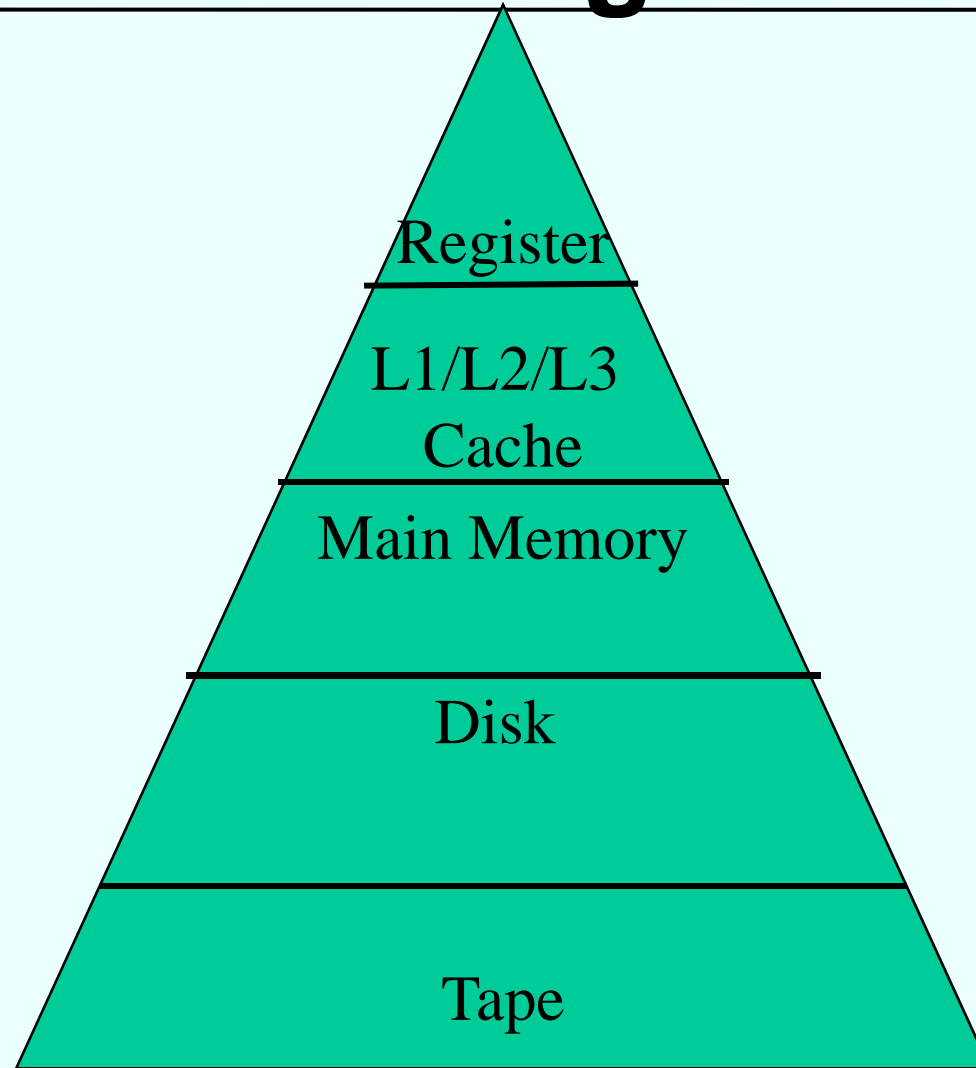 Register
L1/L2/L3
Cache
Main Memory
Disk
Tape